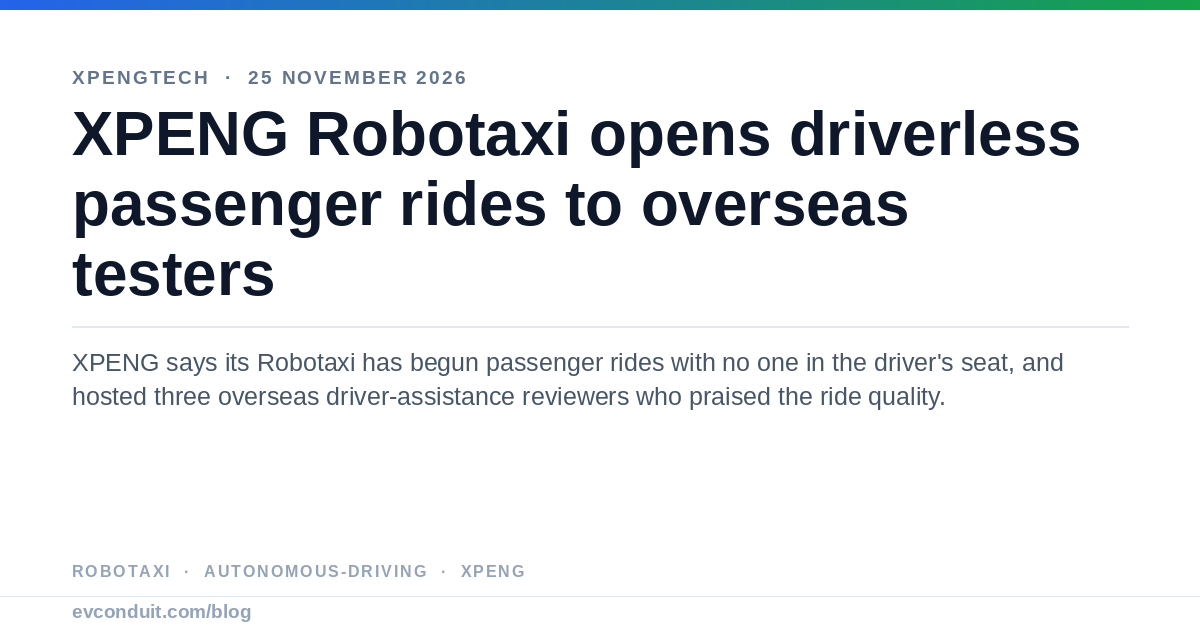 XPENGTECH · 25 NOVEMBER 2026
XPENG Robotaxi opens driverless
passenger rides to overseas
testers
XPENG says its Robotaxi has begun passenger rides with no one in the driver's seat, and
hosted three overseas driver-assistance reviewers who praised the ride quality.
ROBOTAXI · AUTONOMOUS-DRIVING · XPENG
evconduit.com/blog